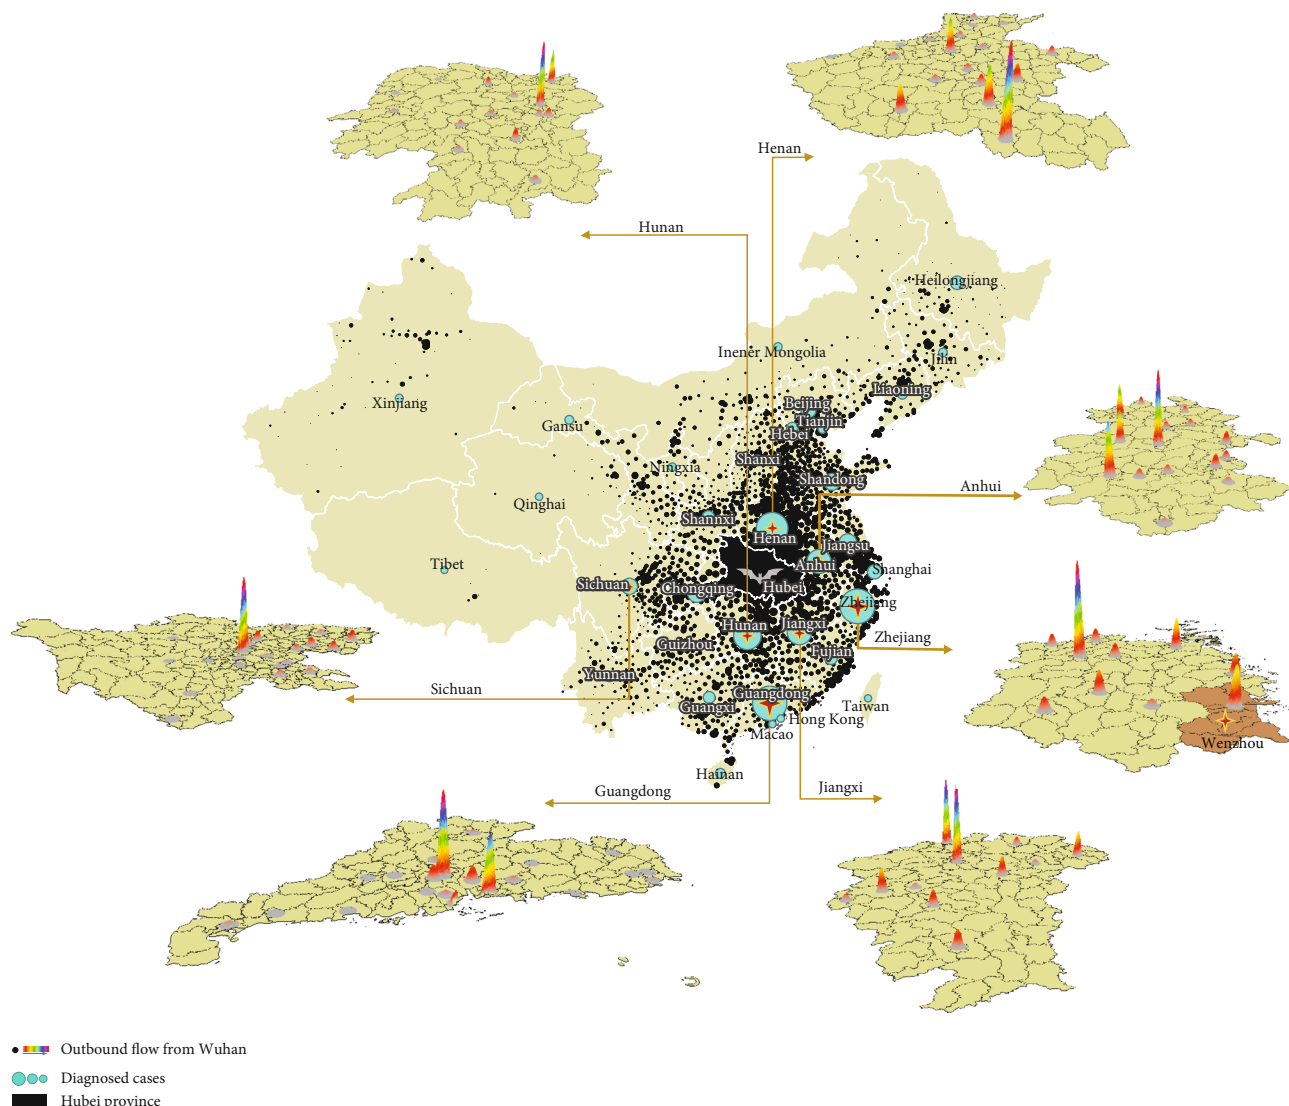 Henan
Hunan
Heilongjiang
Inener Mongolia
Jilin
Xinjiang
Liaoning
Beijing
Tianjin
Gansu
Hebei
Shanxi
Ningxia
Shandong
Anhui
Qinghai
Shannxi
Henan
Jiangsu
Tibet
Anhui
Shanghai
Sichuan
Chongqing
Hubei
Zhejiang
Hunan
Jiangxi
Zhejiang
Guizhou
Fujian
Yunnan
Sichuan
Guangdong
Guangxi
Taiwan
Hong Kong
Macao
Wenzhou
Hainan
Guangdong
Jiangxi
Outbound flow from Wuhan
Diagnosed cases
Hubei province